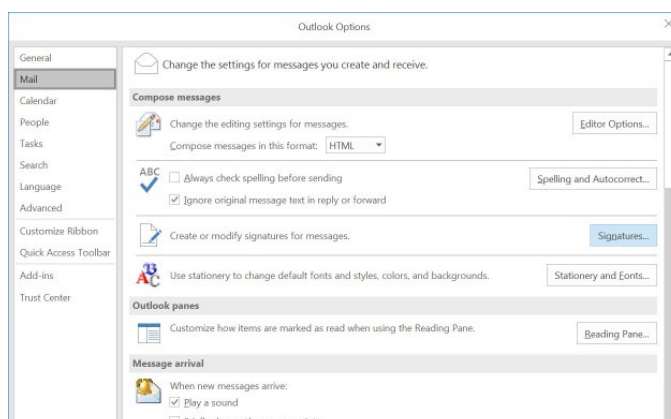 Outlook Options
General
Mail
Calendar
People
Tasks
Search
Language
Advanced
Customize Ribbon
Quick Access Toolbar
Add-ins
Trust Center
Change the settings for messages you create and receive.
Compose messages
Change the editing settings for messages.
Editor Options...
Compose messages in this format: HTML
ABC
Always check spelling before sending
Spelling and Autocorrect...
Ignore original message text in reply or forward
Create or modify signatures for messages.
Signatures...
Use stationery to change default fonts and styles, colors, and backgrounds.
Stationery and Fonts...
Outlook panes
Customize how items are marked as read when using the Reading Pane.
Reading Pane...
Message arrival
When new messages arrive:
Play a sound